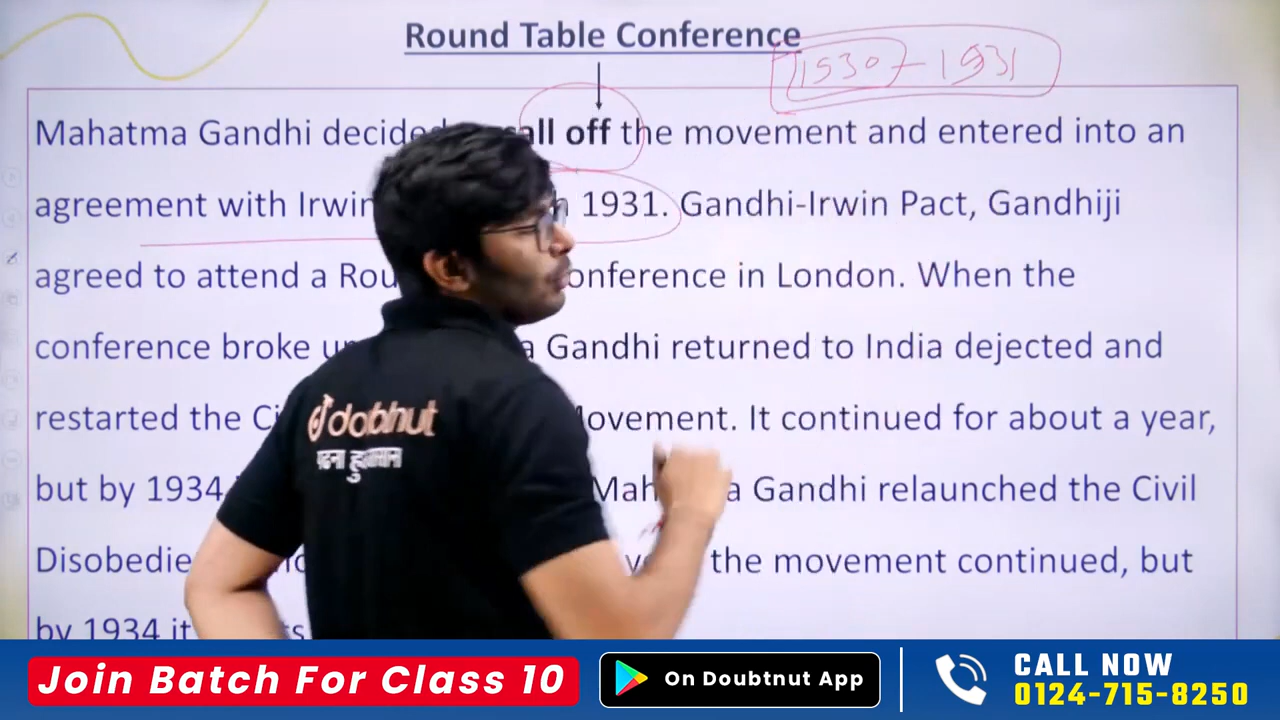 Round Table Conference
1930 - 1931
Mahatma Gandhi decided call off the movement and entered into an
agreement with Irwin 1931. Gandhi-Irwin Pact, Gandhiji
agreed to attend a Rou onference in London. When the
conference broke u a Gandhi returned to India dejected and
restarted the Ci ovement. It continued for about a year,
but by 1934 Mah a Gandhi relaunched the Civil
Disobedie the movement continued, but
by 1934 it s
doubtnut
पढ़ना हुआ आसान
Join Batch For Class 10
On Doubtnut App
CALL NOW
0124-715-8250